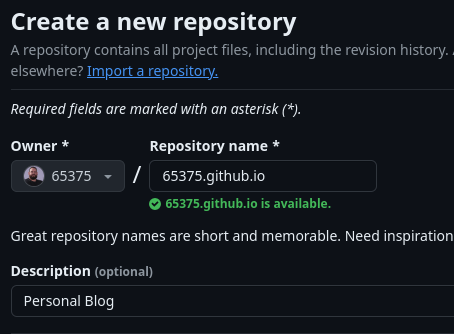 Create a new repository
A repository contains all project files, including the revision history.
elsewhere? Import a repository.
Required fields are marked with an asterisk (*).
Owner * Repository name *
65375 / 65375.github.io
65375.github.io is available.
Great repository names are short and memorable. Need inspiration
Description (optional)
Personal Blog